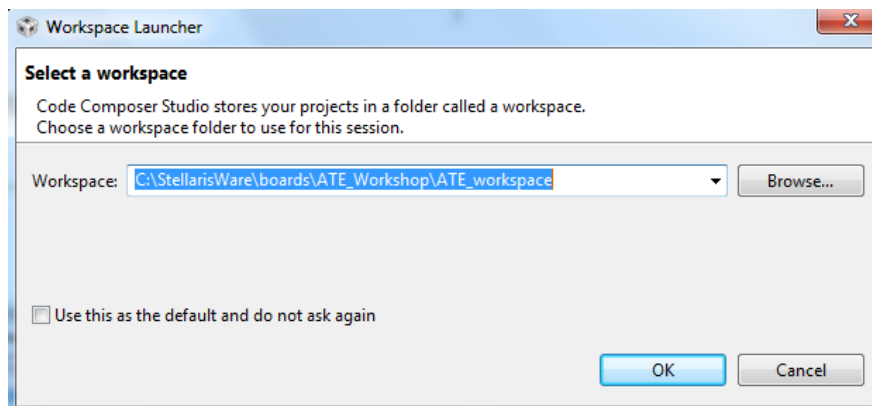 Workspace Launcher
Select a workspace
Code Composer Studio stores your projects in a folder called a workspace.
Choose a workspace folder to use for this session.
Workspace: C:\StellarisWare\boards\ATE_Workshop\ATE_workspace Browse...
Use this as the default and do not ask again
OK Cancel